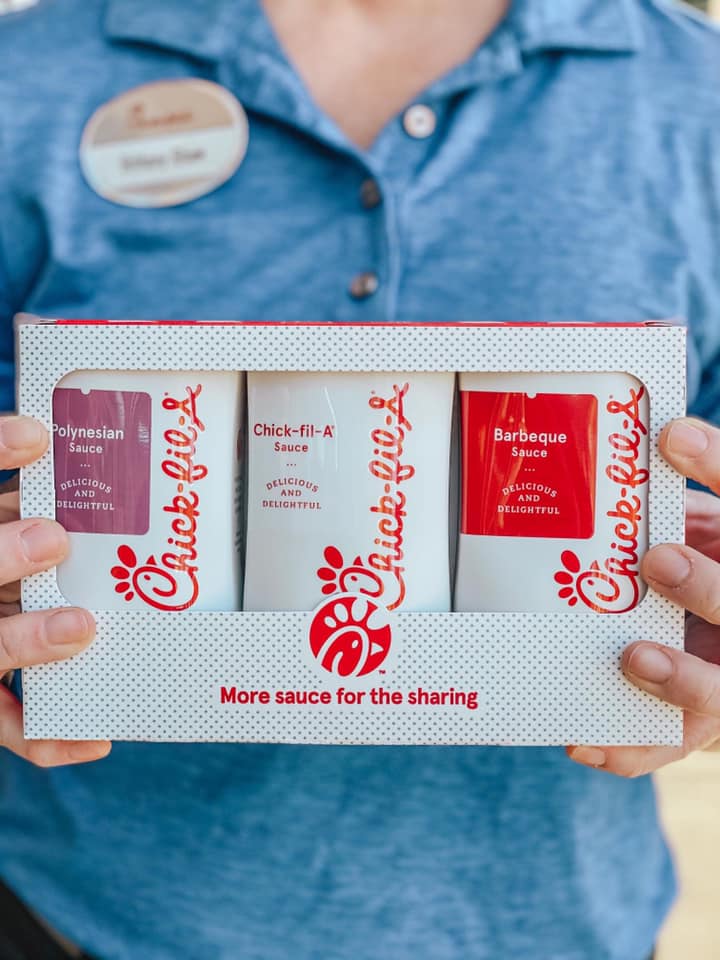 Polynesian
Sauce
DELICIOUS
AND
DELIGHTFUL
Chick-fil-A
Chick-fil-A®
Sauce
DELICIOUS
AND
DELIGHTFUL
Chick-fil-A
Barbeque
Sauce
DELICIOUS
AND
DELIGHTFUL
Chick-fil-A
More sauce for the sharing